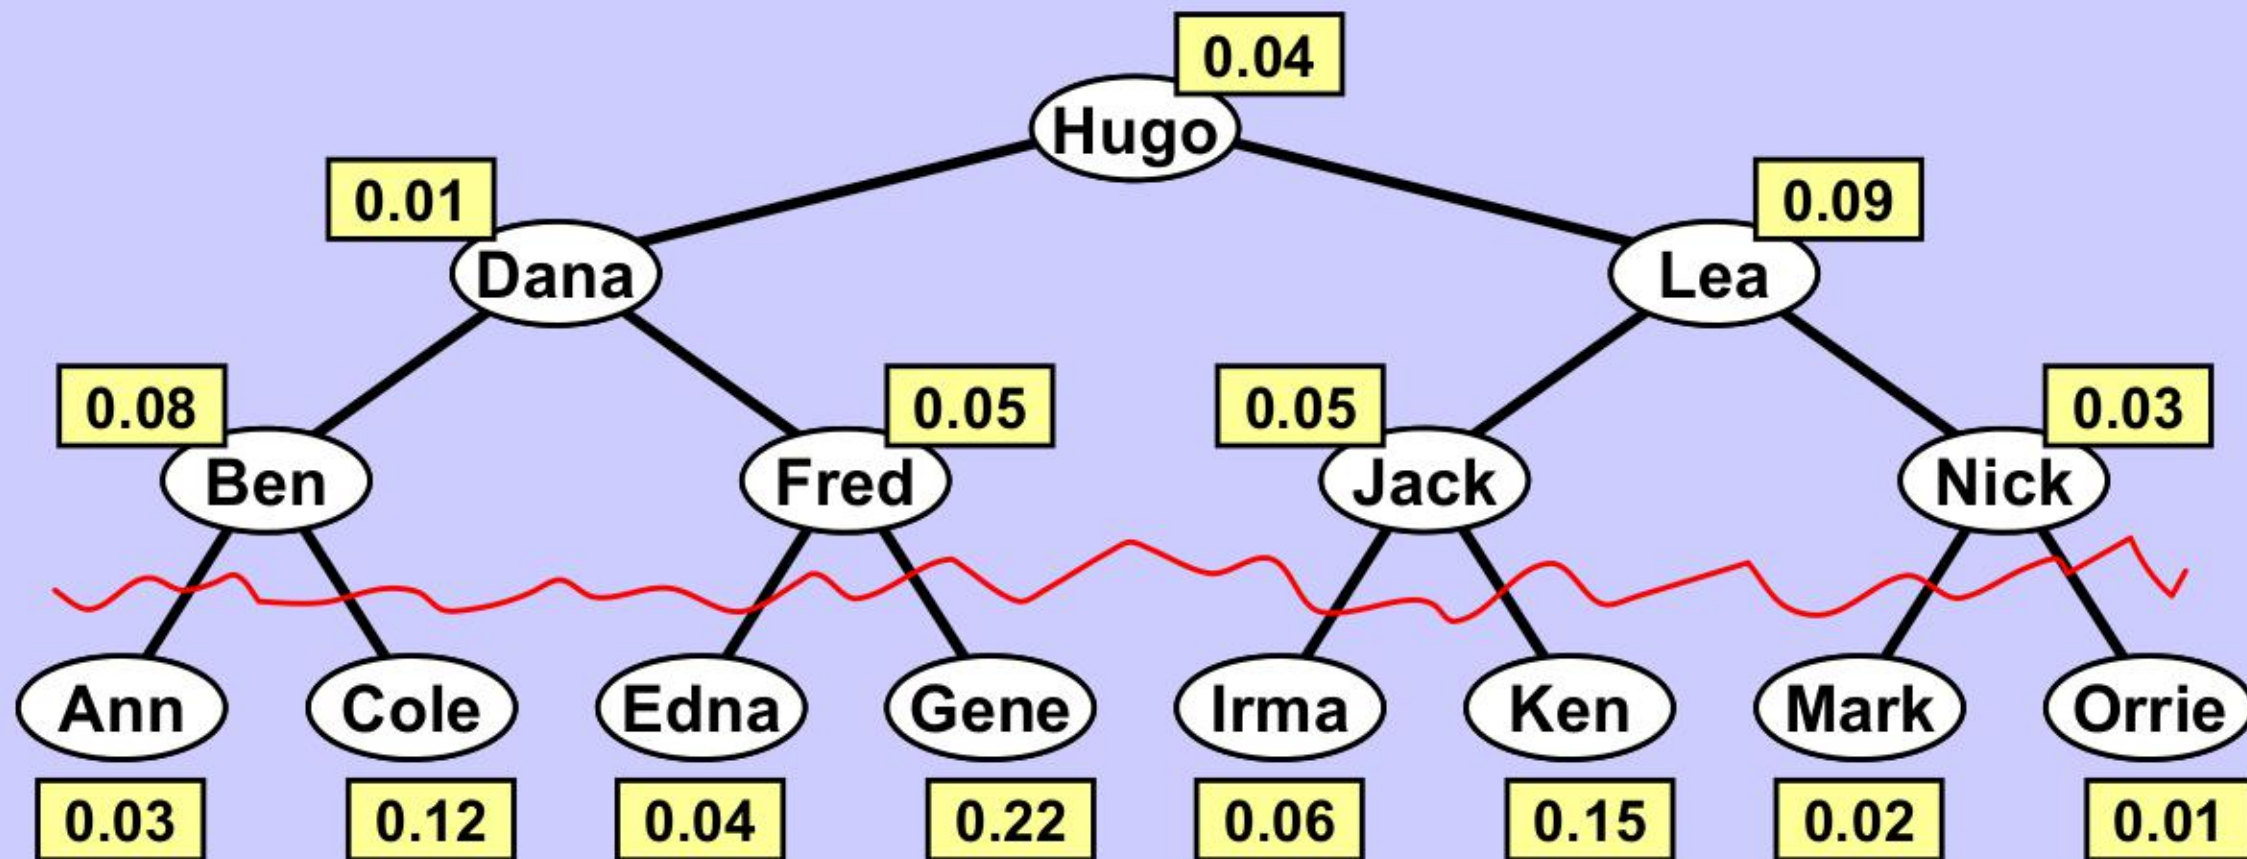 0.04
Hugo
0.01
0.09
Dana
Lea
0.08
0.05
0.05
0.03
Ben
Fred
Jack
Nick
Ann
Cole
Edna
Gene
Irma
Ken
Mark
Orrie
0.03
0.12
0.04
0.22
0.06
0.15
0.02
0.01